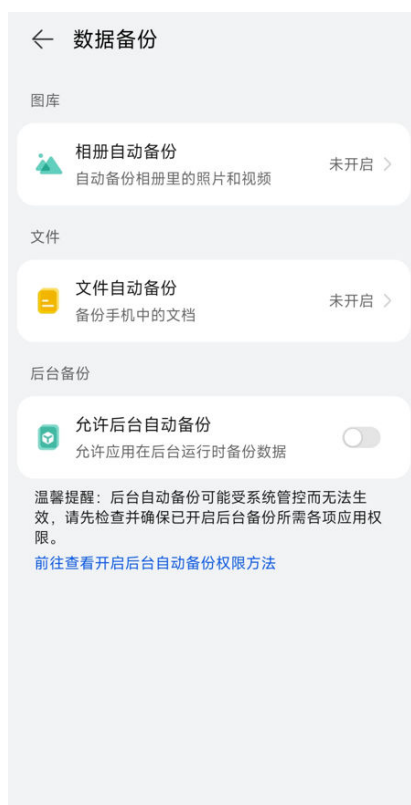 数据备份
图库
相册自动备份
自动备份相册里的照片和视频
未开启
文件
文件自动备份
备份手机中的文档
未开启
后台备份
允许后台自动备份
允许应用在后台运行时备份数据
温馨提醒：后台自动备份可能受系统管控而无法生
效，请先检查并确保已开启后台备份所需各项应用权
限。
前往查看开启后台自动备份权限方法